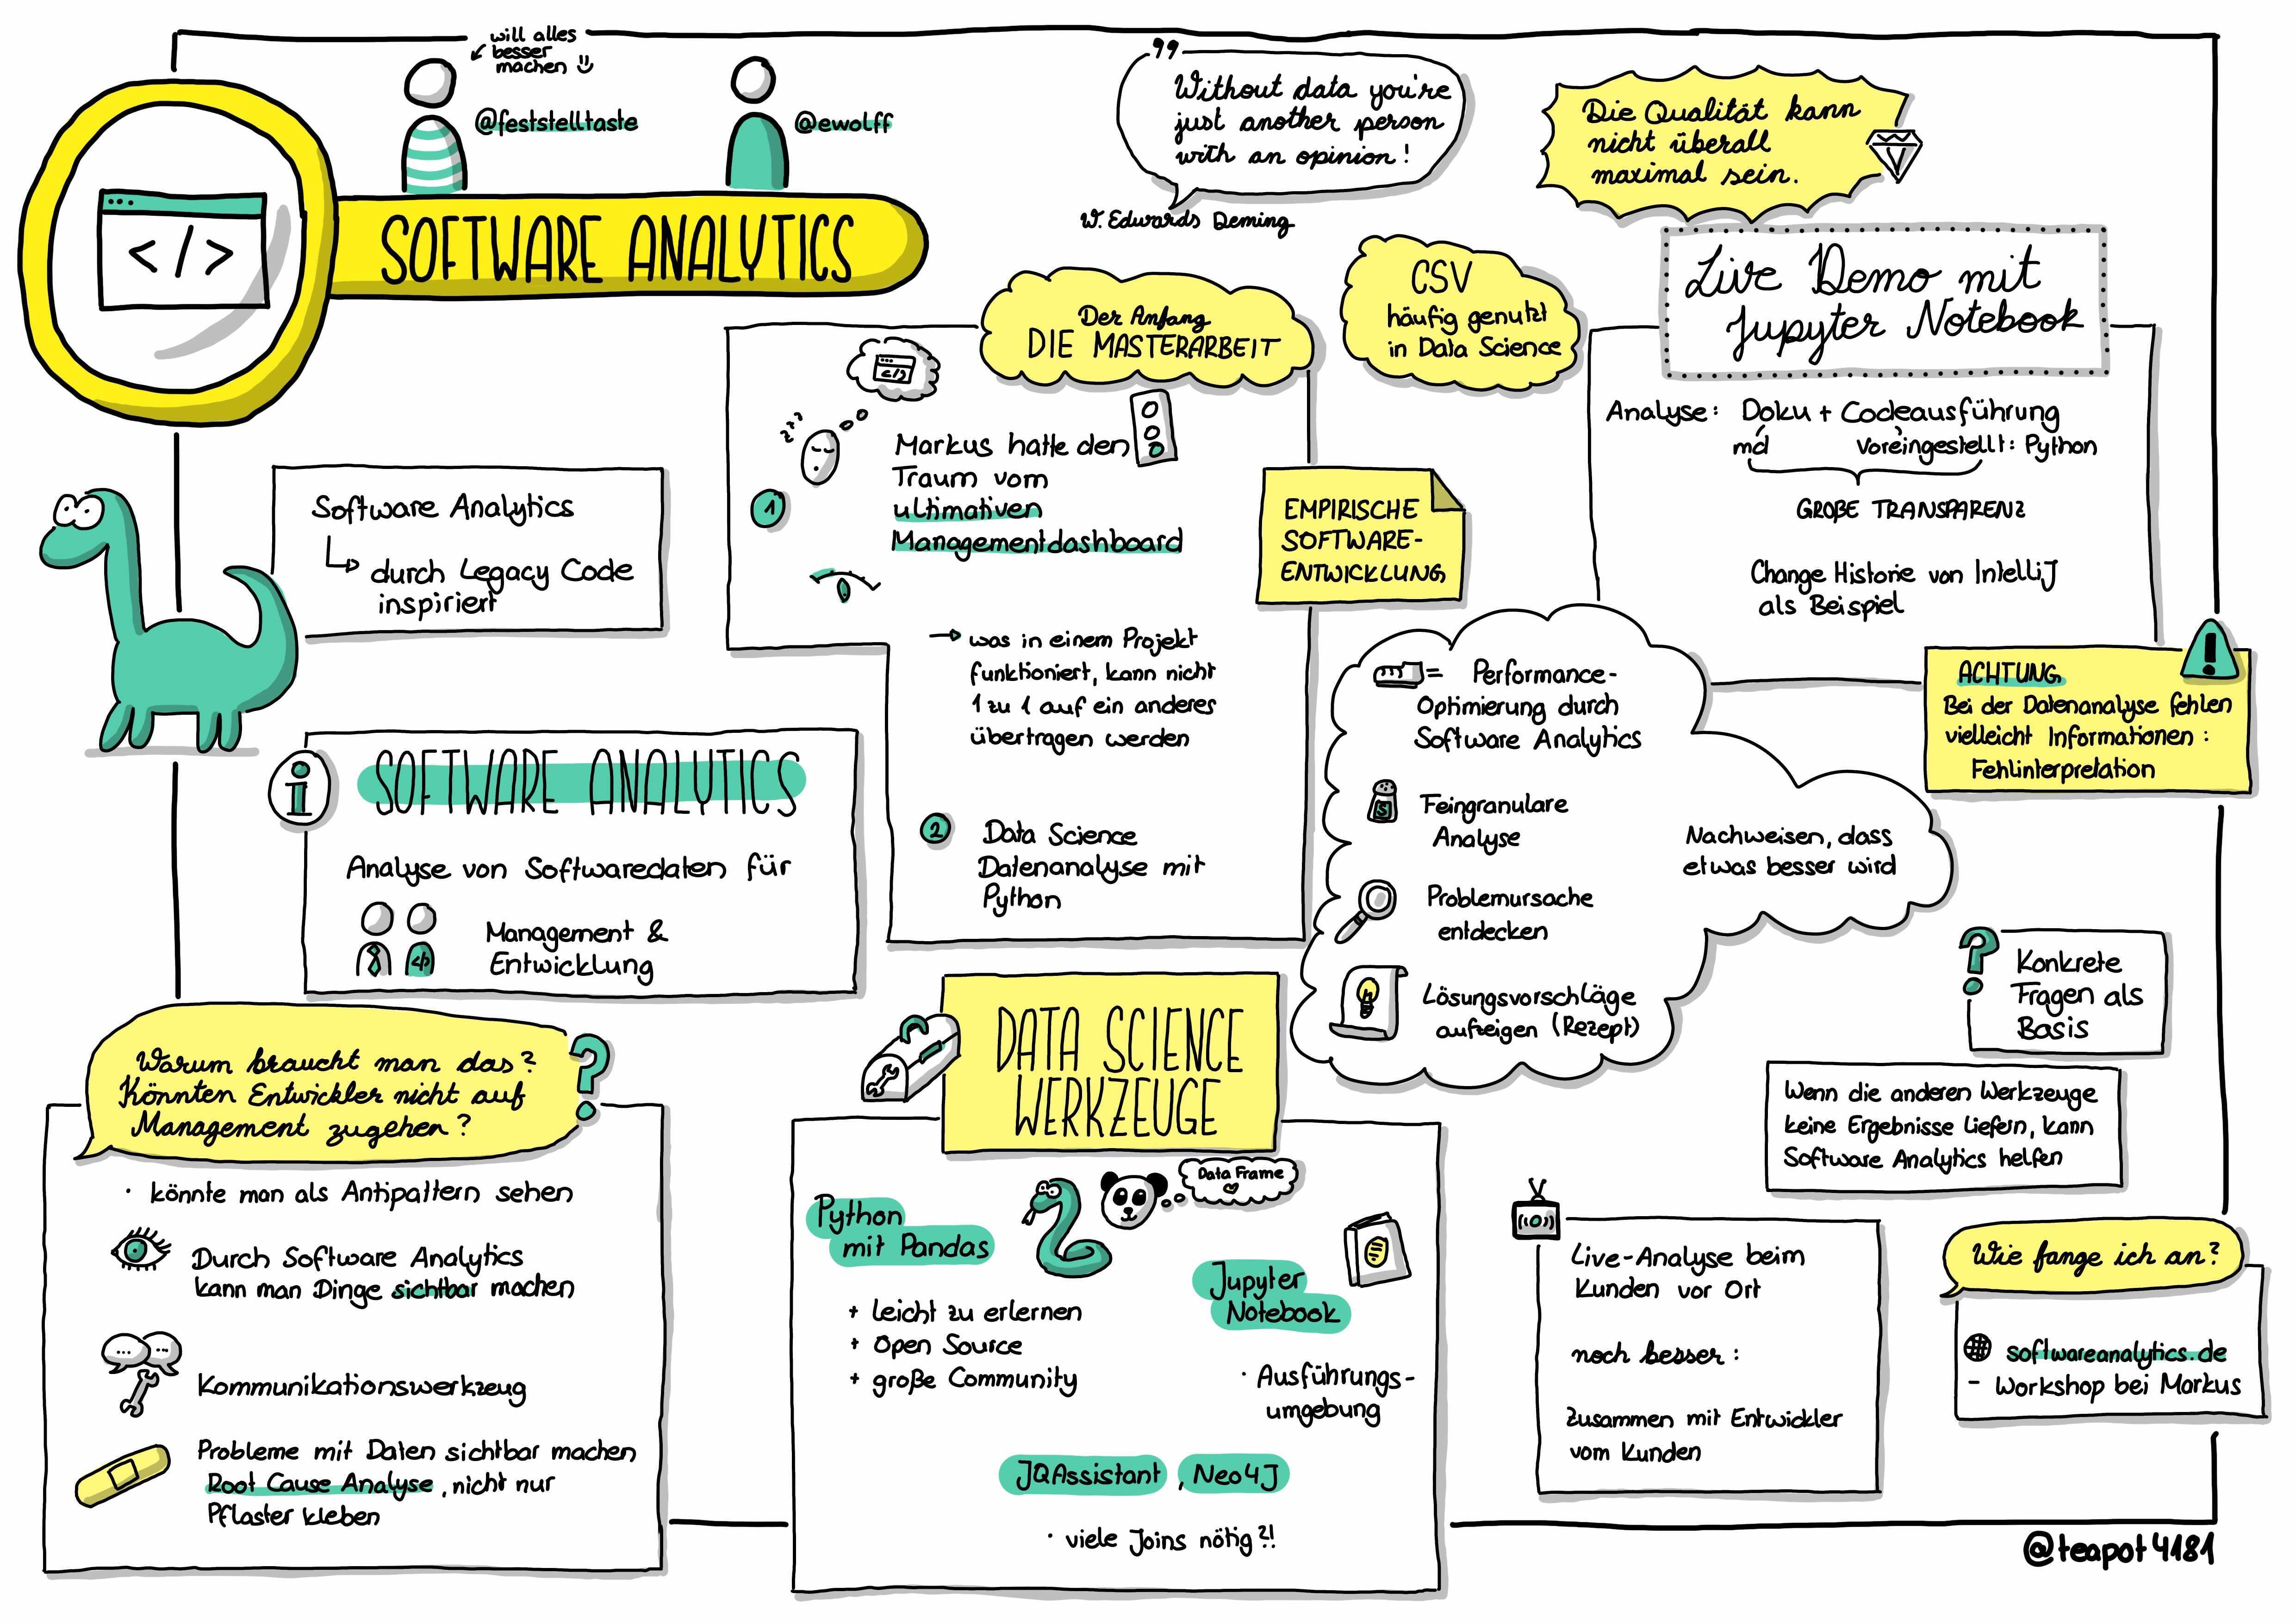 will alles
besser
machen
@feststelltaste
@ewolff
</>
SOFTWARE ANALYTICS
Without data you're
just another person
with an opinion!
W. Edwards Deming
Die Qualität kann
nicht überall
maximal sein.
Software Analytics
durch Legacy Code
inspiriert
i
SOFTWARE ANALYTICS
Analyse von Softwaredaten für
</>
Management &
Entwicklung
Warum braucht man das?
Könnten Entwickler nicht auf
Management zugehen?
?
· könnte man als Antipattern sehen
Durch Software Analytics
kann man Dinge sichtbar machen
Kommunikationswerkzeug
Probleme mit Daten sichtbar machen
Root Cause Analyse, nicht nur
Pflaster kleben
Der Anfang
DIE MASTERARBEIT
</>
zzz
1
Markus hatte den
Traum vom
ultimativen
Managementdashboard
→ was in einem Projekt
funktioniert, kann nicht
1 zu 1 auf ein anderes
übertragen werden
2
Data Science
Datenanalyse mit
Python
EMPIRISCHE
SOFTWARE-
ENTWICKLUNG
CSV
häufig genutzt
in Data Science
Live Demo mit
Jupyter Notebook
Analyse: Doku + Codeausführung
md Voreingestellt: Python
GROßE TRANSPARENZ
Change Historie von IntelliJ
als Beispiel
!
ACHTUNG
Bei der Datenanalyse fehlen
vielleicht Informationen:
Fehlinterpretation
= Performance-
Optimierung durch
Software Analytics
S
Feingranulare
Analyse
Problemursache
entdecken
Lösungsvorschläge
aufzeigen (Rezept)
Nachweisen, dass
etwas besser wird
?
Konkrete
Fragen als
Basis
Wenn die anderen Werkzeuge
keine Ergebnisse liefern, kann
Software Analytics helfen
DATA SCIENCE
WERKZEUGE
Python
mit Pandas
Data Frame
+ leicht zu erlernen
+ Open Source
+ große Community
Jupyter
Notebook
· Ausführungs-
umgebung
JQAssistant, Neo4J
· viele Joins nötig?!
Live-Analyse beim
Kunden vor Ort
noch besser:
Zusammen mit Entwickler
vom Kunden
Wie fange ich an?
softwareanalytics.de
- Workshop bei Markus
@teapot4181